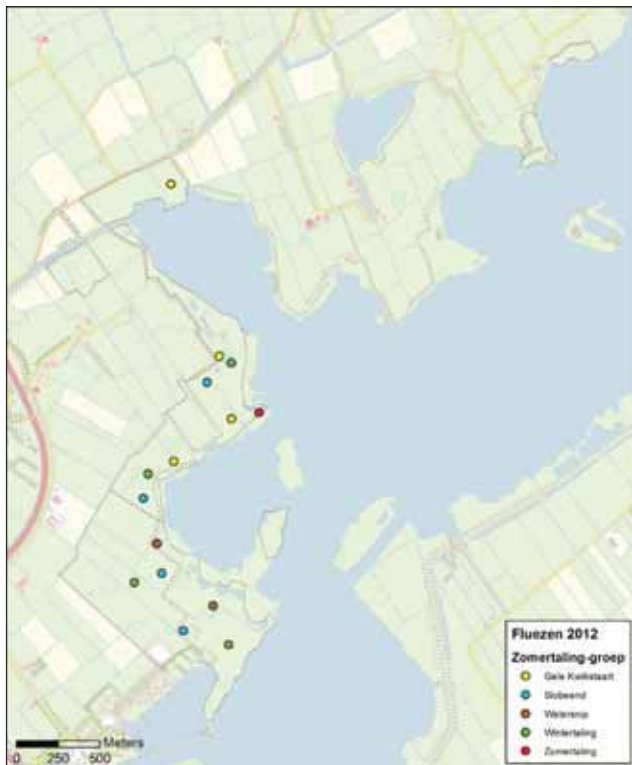 Fluezen 2012
Zomertaling-groep
Gele Kwikstaart
Slobeend
Watersnip
Wintertaling
Zomertaling
Meters
0 250 500